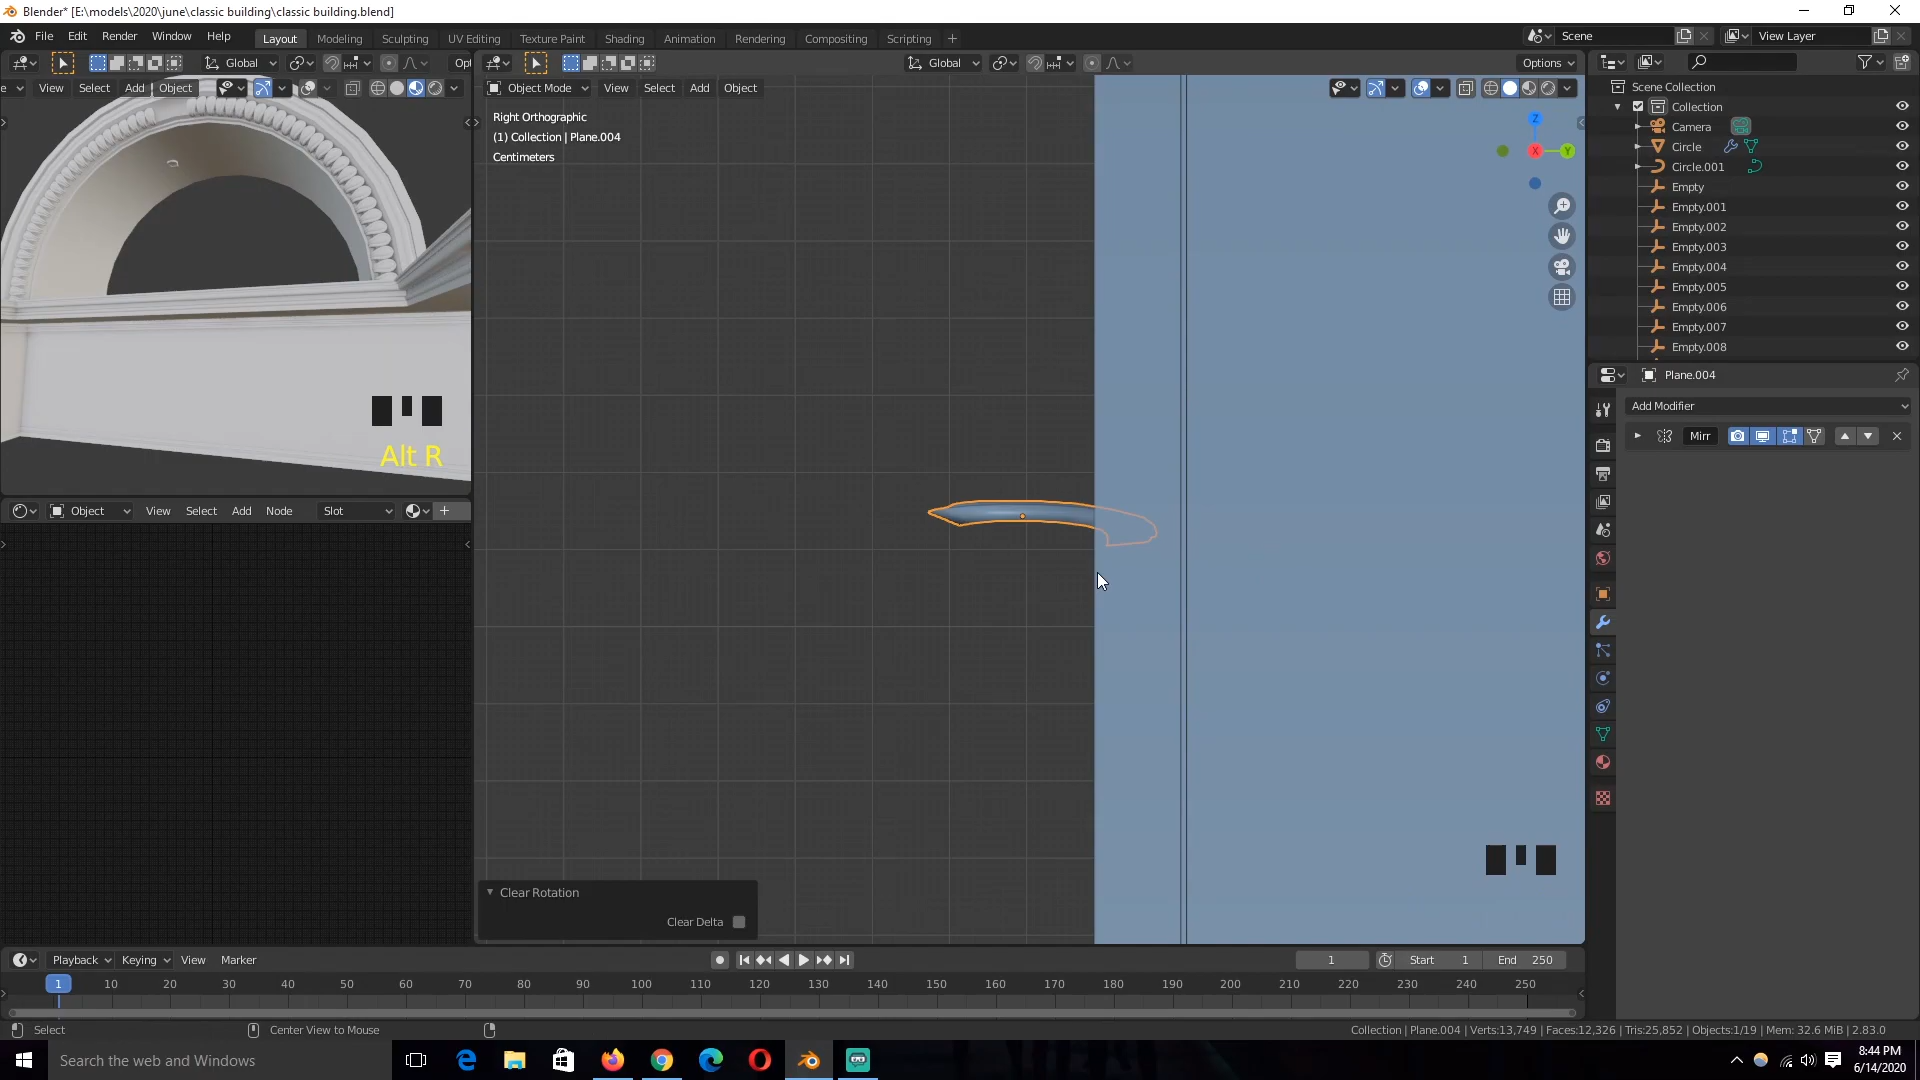 Blender* [E:\models\2020\june\classic building\classic building.blend]
File Edit Render Window Help Layout Modeling Sculpting UV Editing Texture Paint Shading Animation Rendering Compositing Scripting + Scene View Layer
Global Opt Global Options
View Select Add Object Object Mode View Select Add Object
Right Orthographic
(1) Collection | Plane.004
Centimeters
Z
X
Y
Scene Collection
Collection
Camera
Circle
Circle.001
Empty
Empty.001
Empty.002
Empty.003
Empty.004
Empty.005
Empty.006
Empty.007
Empty.008
Plane.004
Add Modifier
Mirr
Alt R
Object View Select Add Node Slot
Clear Rotation
Clear Delta
Playback Keying View Marker 1 Start 1 End 250
1 10 20 30 40 50 60 70 80 90 100 110 120 130 140 150 160 170 180 190 200 210 220 230 240 250
Select Center View to Mouse Collection | Plane.004 | Verts:13,749 | Faces:12,326 | Tris:25,852 | Objects:1/19 | Mem: 32.6 MiB | 2.83.0
Search the web and Windows
8:44 PM
6/14/2020